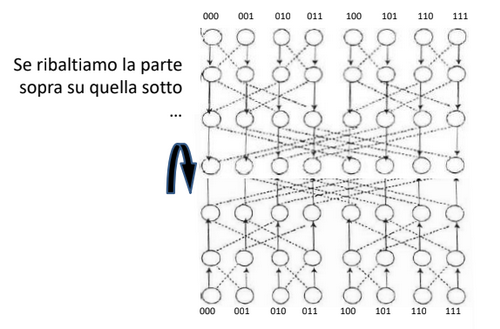 000 001 010 011 100 101 110 111
Se ribaltiamo la parte
sopra su quella sotto
...
000 001 010 011 100 101 110 111